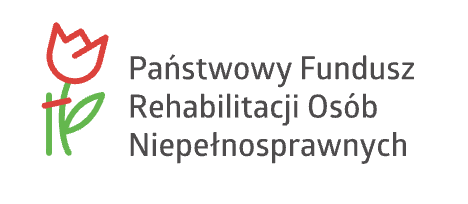 Państwowy Fundusz
Rehabilitacji Osób
Niepełnosprawnych